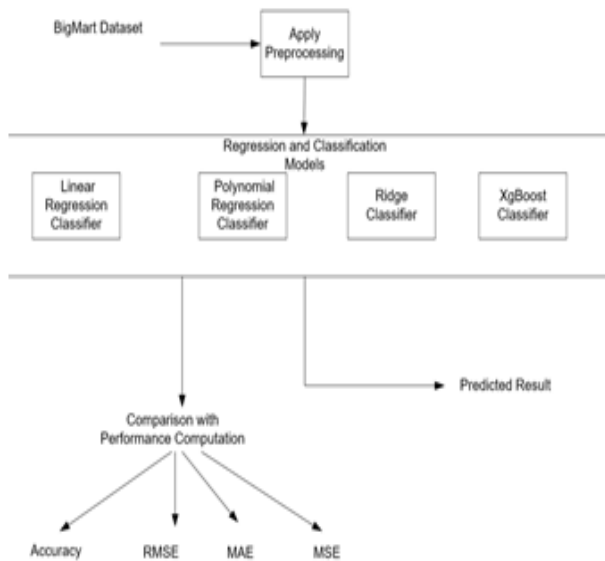 BigMart Dataset
Apply
Preprocessing
Regression and Classification
Models
Linear
Regression
Classifier
Polynomial
Regression
Classifier
Ridge
Classifier
XgBoost
Classifier
Predicted Result
Comparison with
Performance Computation
Accuracy
RMSE
MAE
MSE